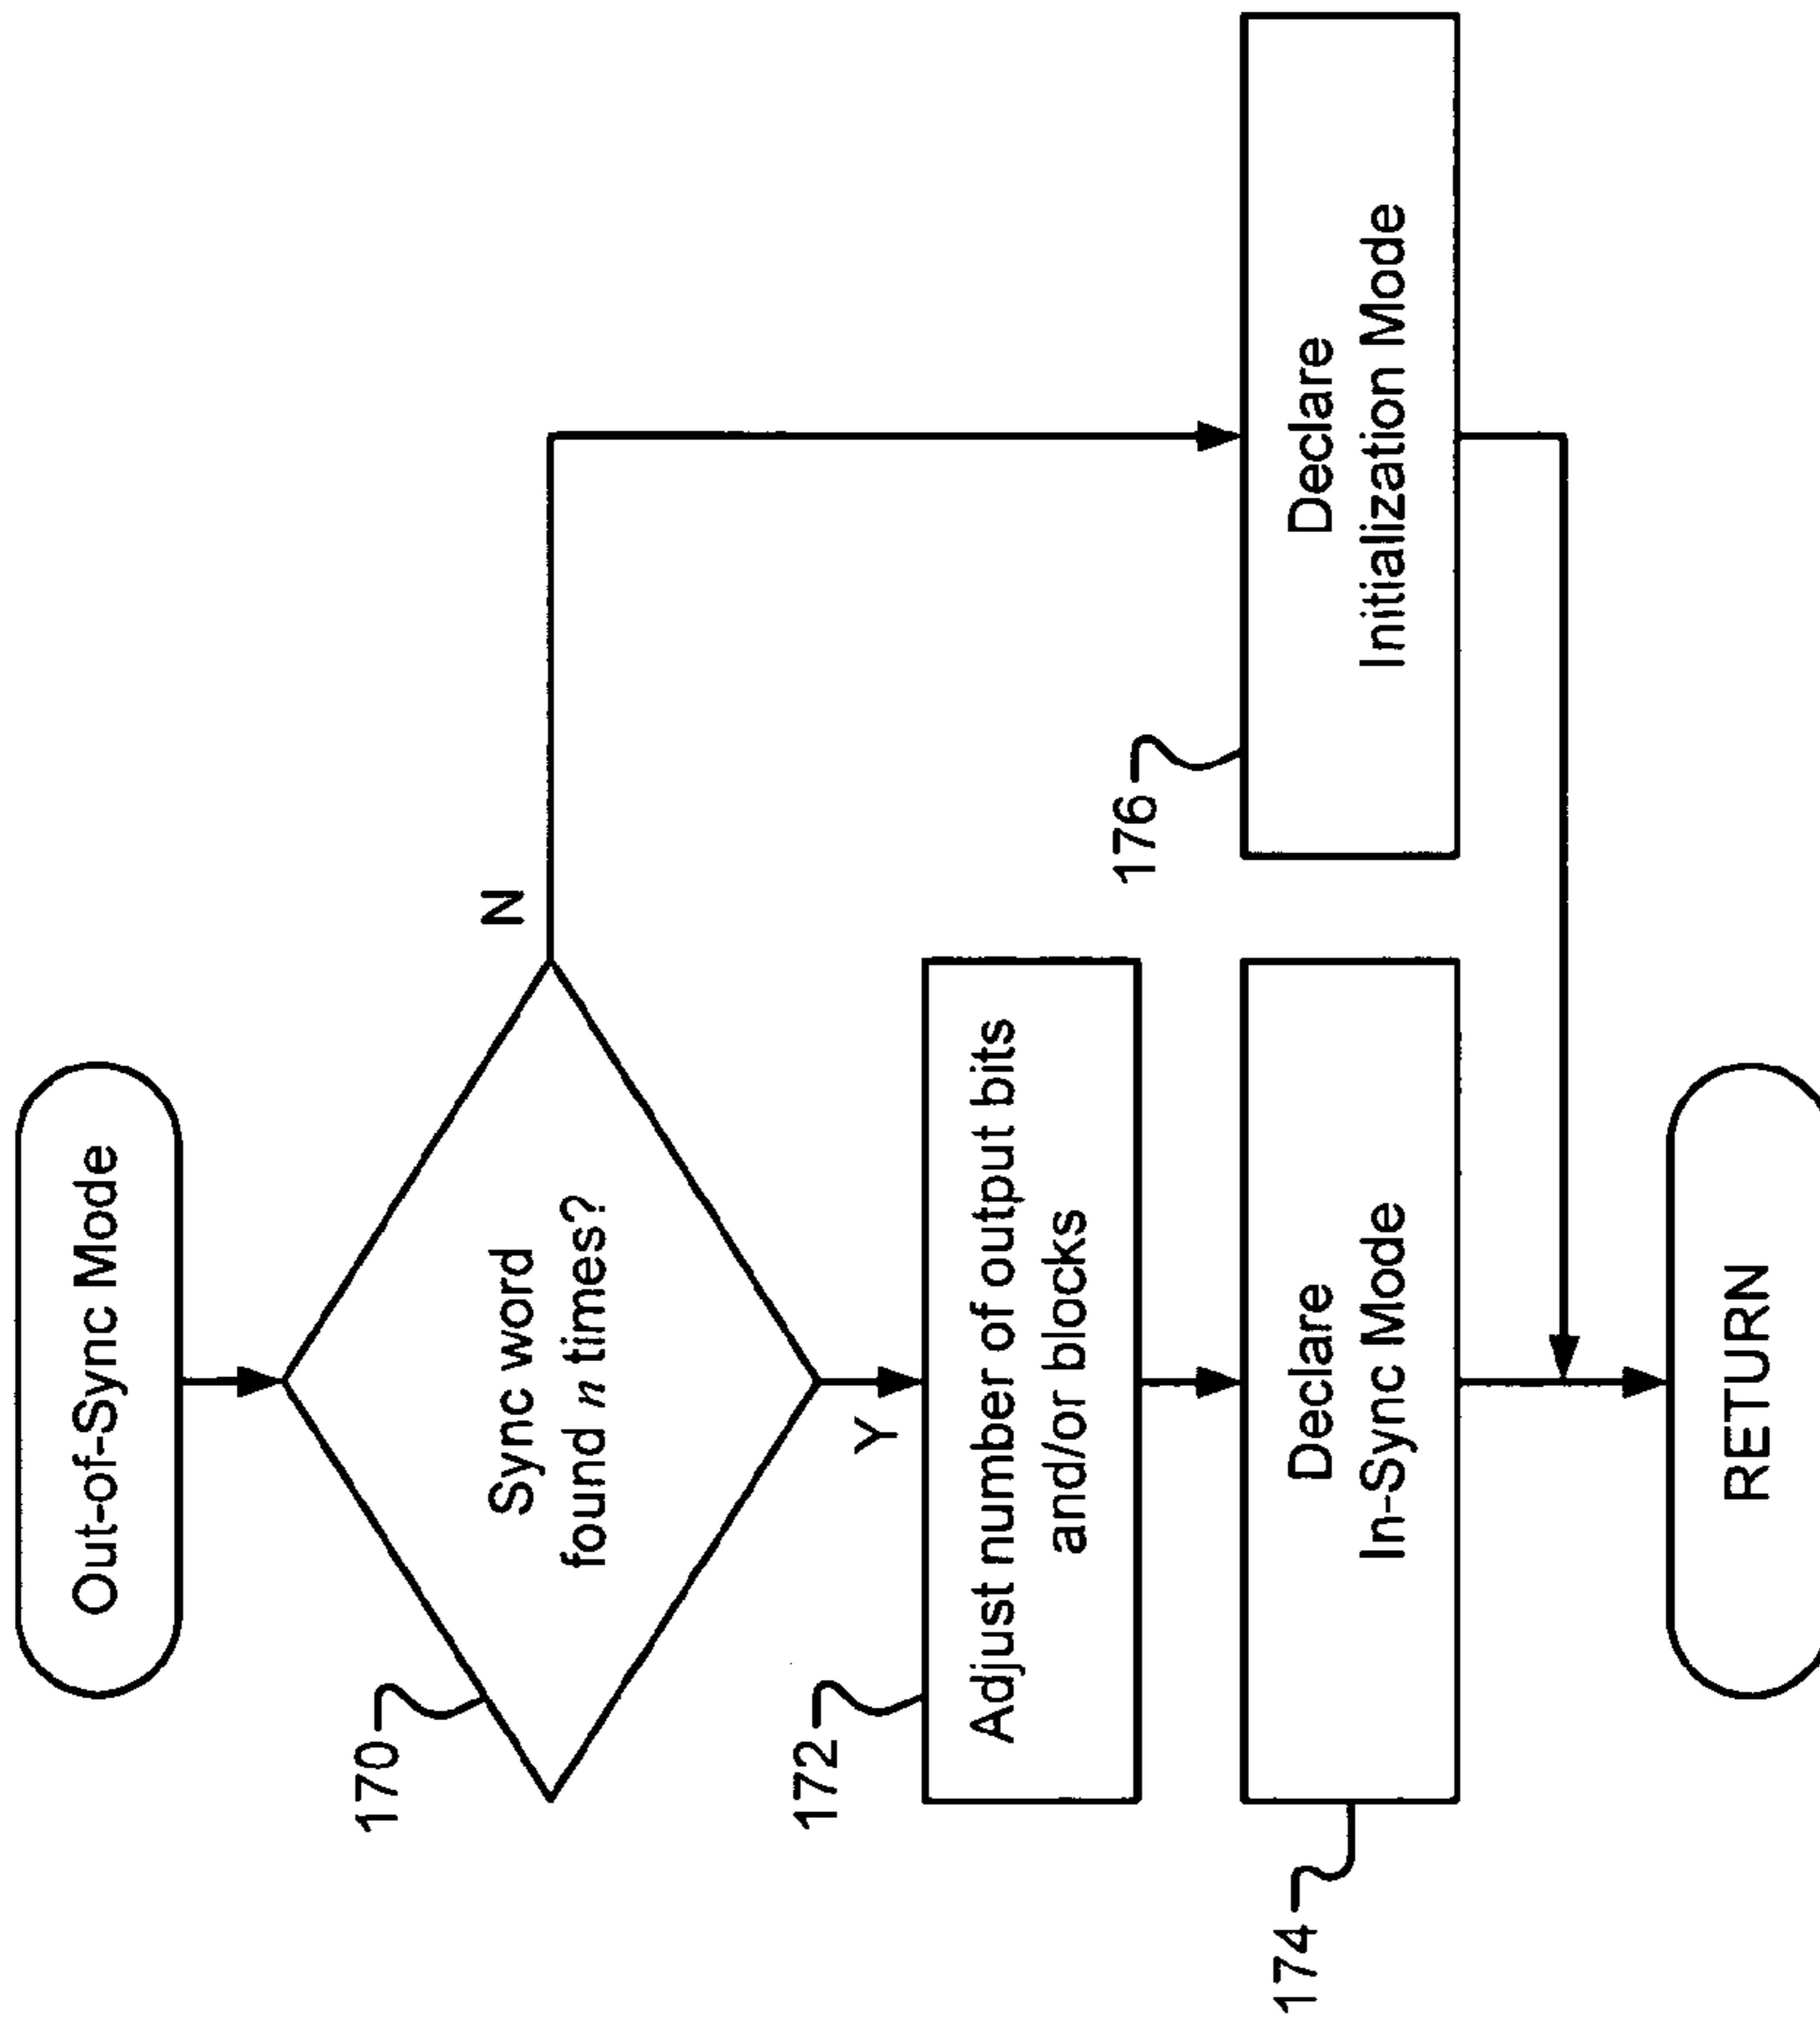 Out-of-Sync Mode
170
Sync word
found n times?
N
Y
172
Adjust number of output bits
and/or blocks
174
Declare
In-Sync Mode
176
Declare
Initialization Mode
RETURN